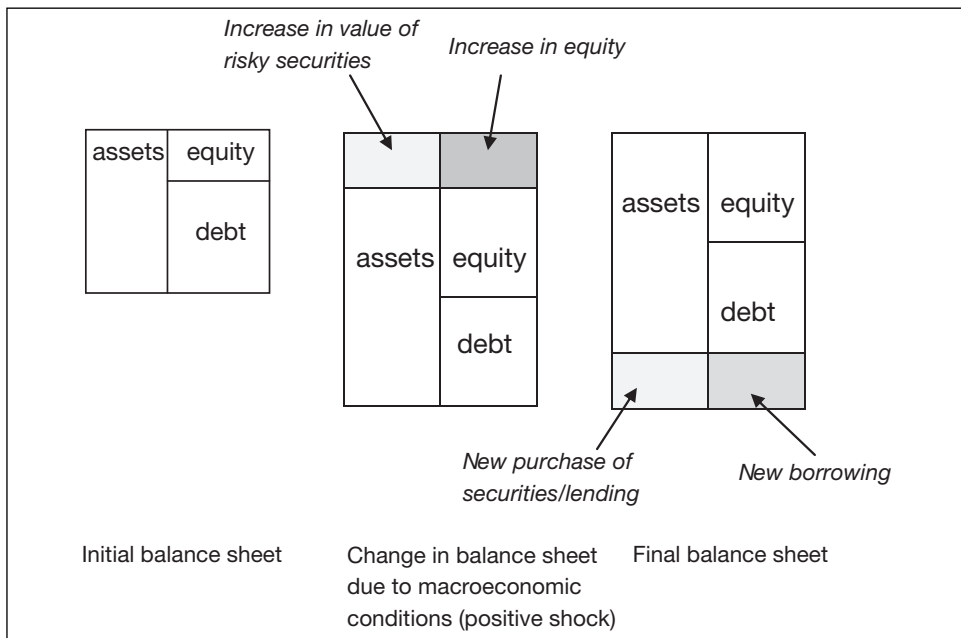 Increase in value of
risky securities
Increase in equity
assets
equity
debt
assets
equity
debt
assets
equity
debt
New purchase of
securities/lending
New borrowing
Initial balance sheet
Change in balance sheet
due to macroeconomic
conditions (positive shock)
Final balance sheet